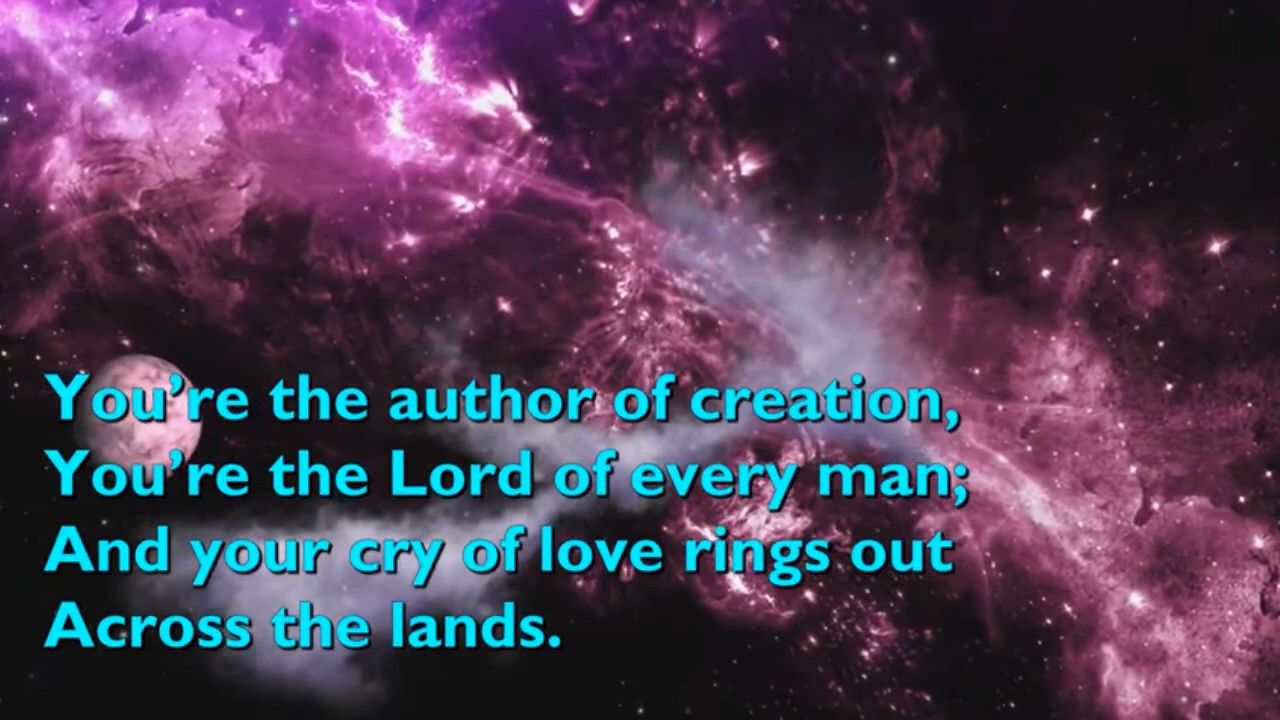 You’re the author of creation,
You’re the Lord of every man;
And your cry of love rings out
Across the lands.